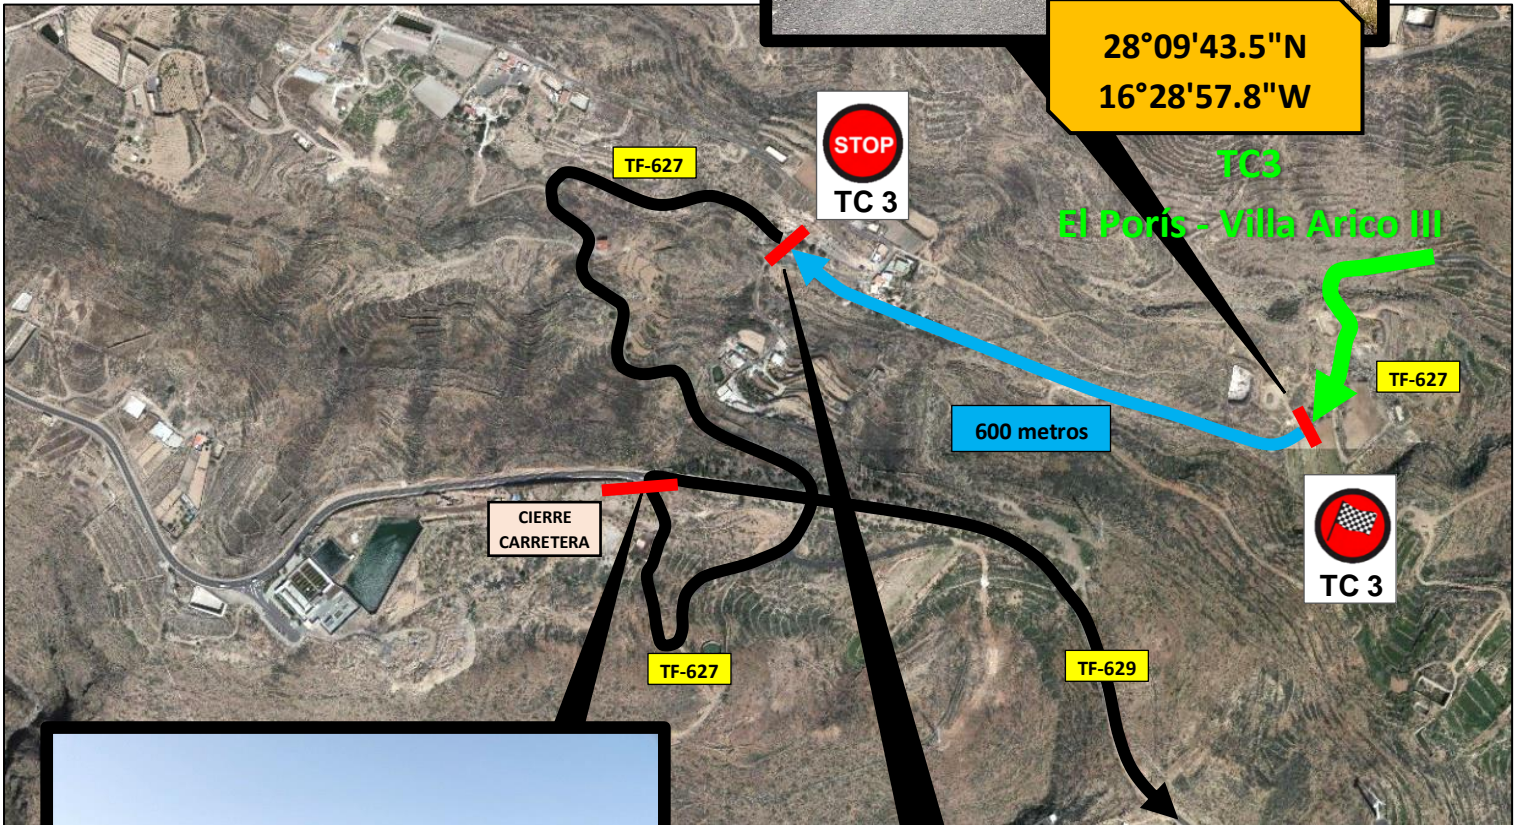 28°09'43.5"N
16°28'57.8"W
TC3
El Porís - Villa Arico III
TF-627
STOP
TC 3
TF-627
600 metros
CIERRE
CARRETERA
TC 3
TF-627
TF-629